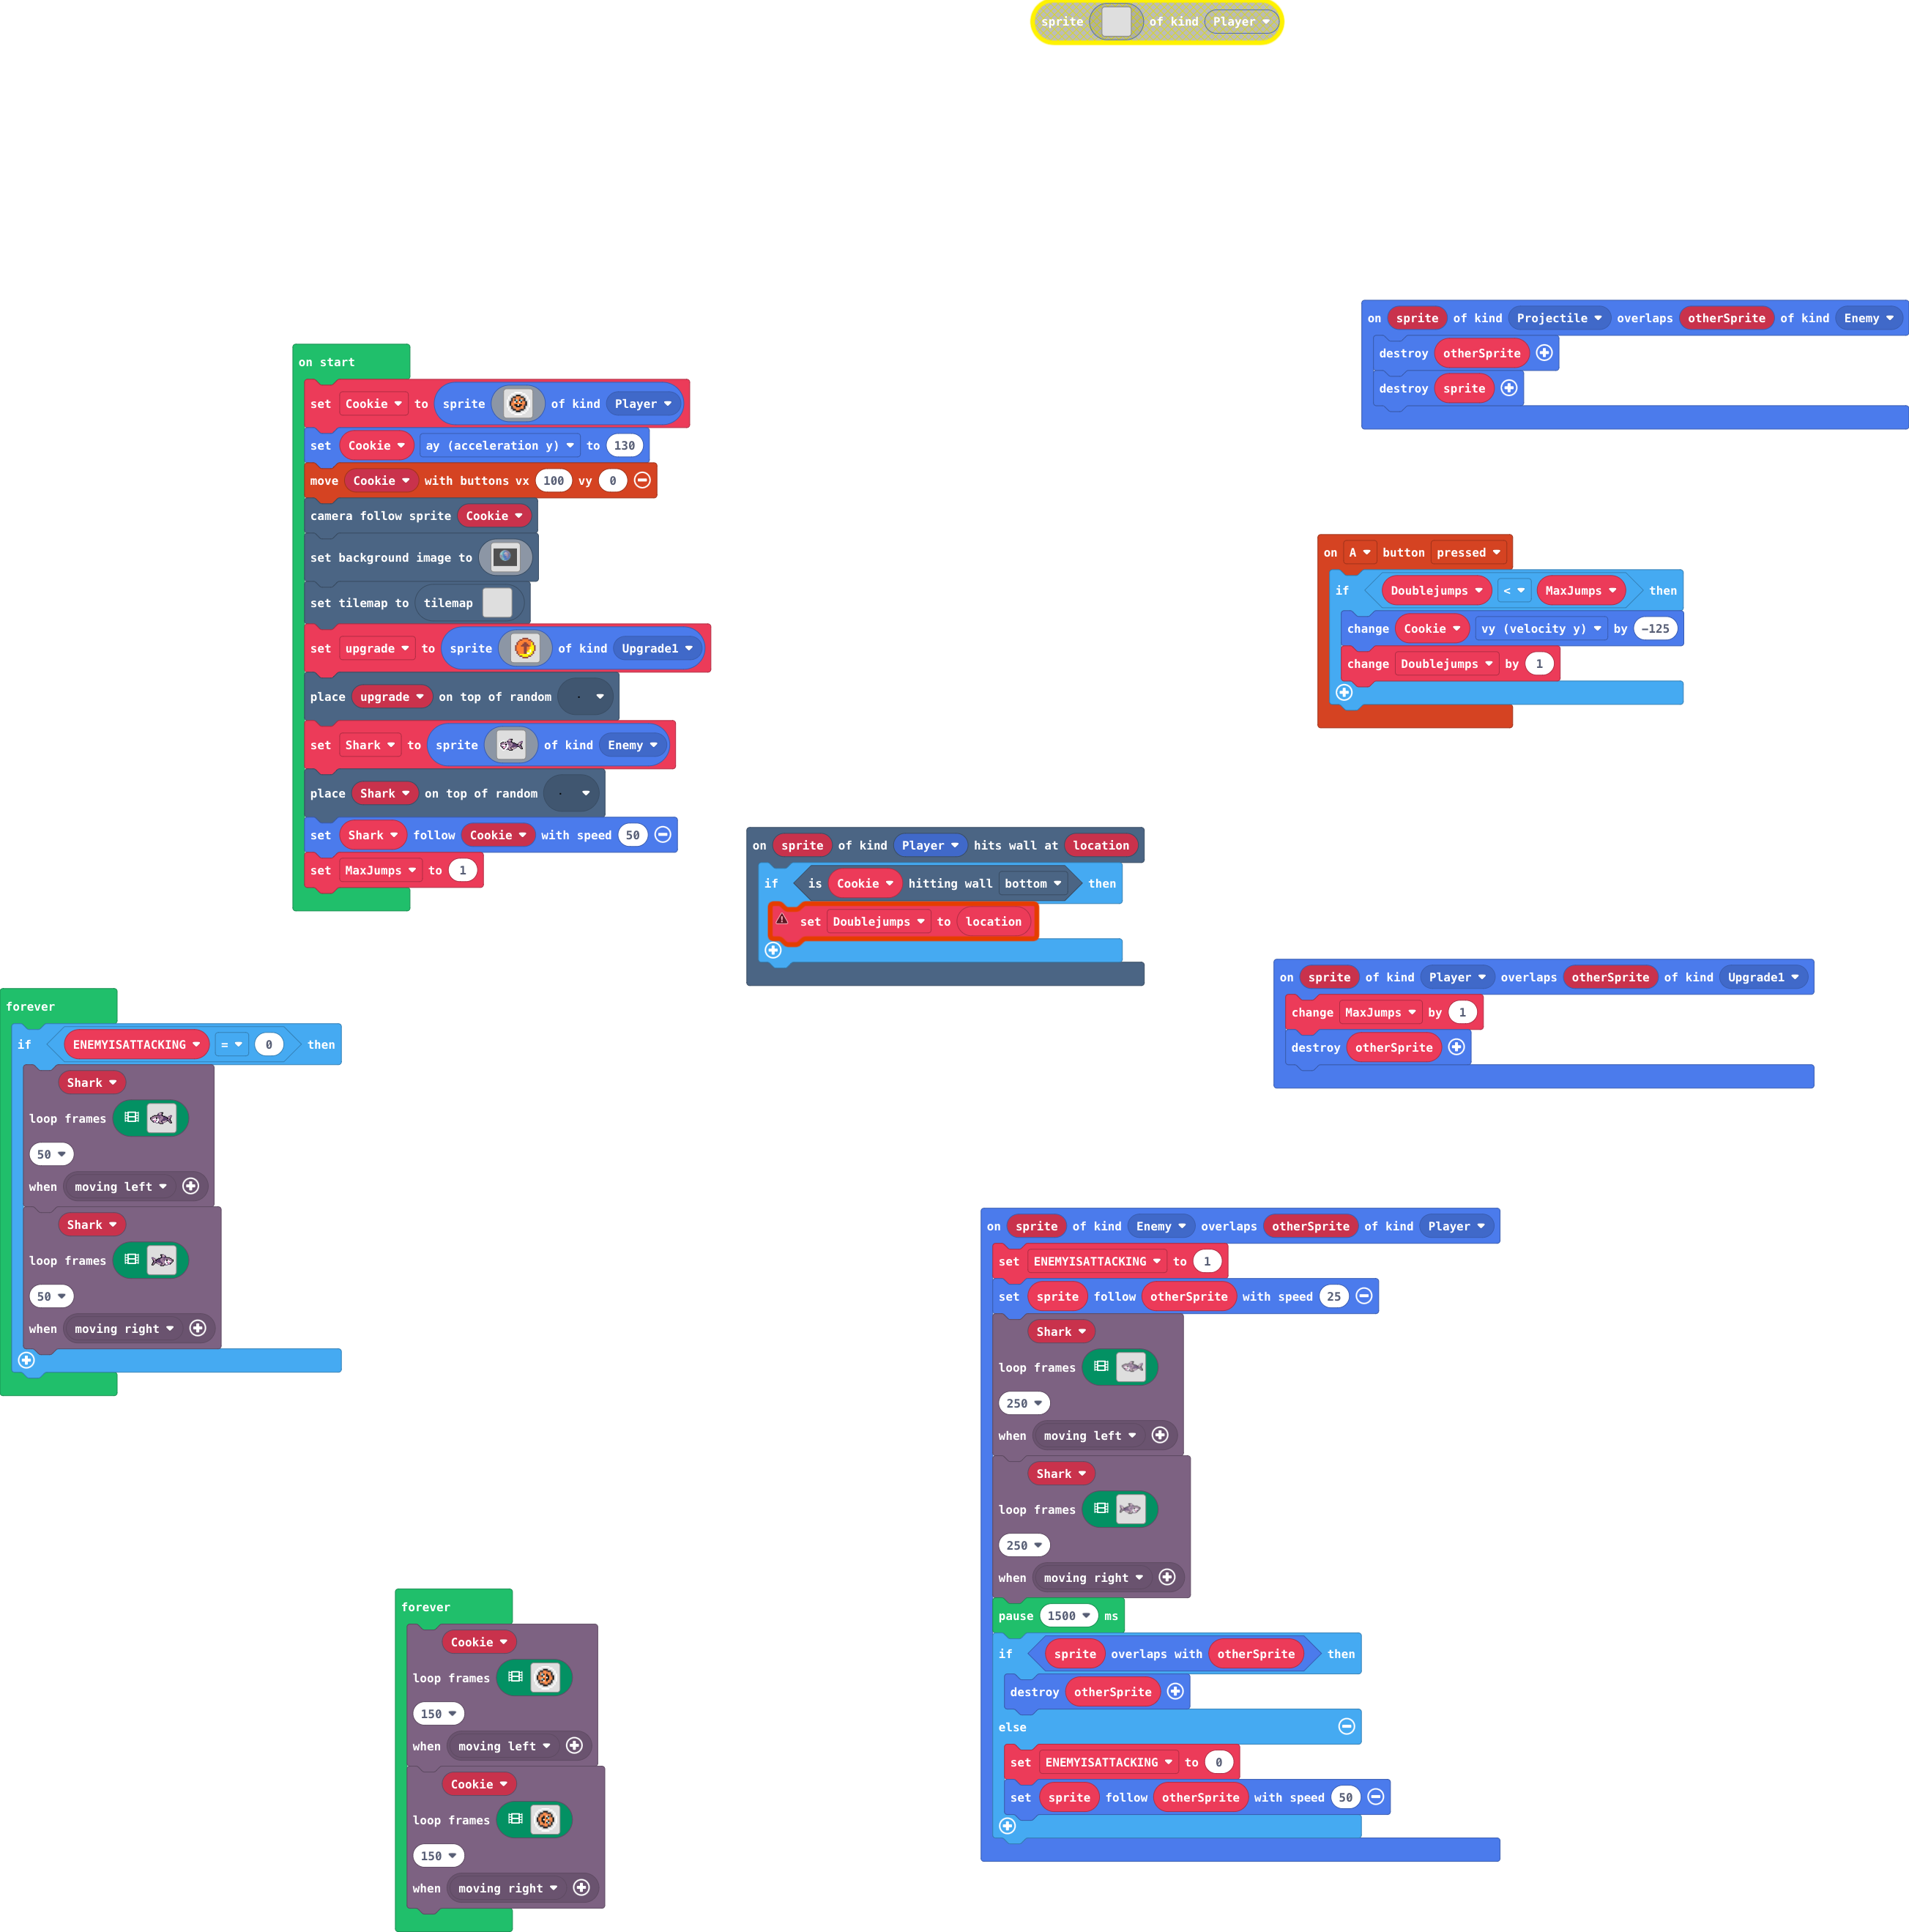 sprite of kind Player
on start
set Cookie to sprite of kind Player
set Cookie ay (acceleration y) to 130
move Cookie with buttons vx 100 vy 0
camera follow sprite Cookie
set background image to
set tilemap to tilemap
set upgrade to sprite of kind Upgrade1
place upgrade on top of random
set Shark to sprite of kind Enemy
place Shark on top of random
set Shark follow Cookie with speed 50
set MaxJumps to 1
on sprite of kind Projectile overlaps otherSprite of kind Enemy
destroy otherSprite
destroy sprite
on A button pressed
if Doublejumps < MaxJumps then
change Cookie vy (velocity y) by -125
change Doublejumps by 1
on sprite of kind Player hits wall at location
if is Cookie hitting wall bottom then
set Doublejumps to location
on sprite of kind Player overlaps otherSprite of kind Upgrade1
change MaxJumps by 1
destroy otherSprite
forever
if ENEMYISATTACKING = 0 then
Shark
loop frames
50
when moving left
Shark
loop frames
50
when moving right
on sprite of kind Enemy overlaps otherSprite of kind Player
set ENEMYISATTACKING to 1
set sprite follow otherSprite with speed 25
Shark
loop frames
250
when moving left
Shark
loop frames
250
when moving right
pause 1500 ms
if sprite overlaps with otherSprite then
destroy otherSprite
else
set ENEMYISATTACKING to 0
set sprite follow otherSprite with speed 50
forever
Cookie
loop frames
150
when moving left
Cookie
loop frames
150
when moving right